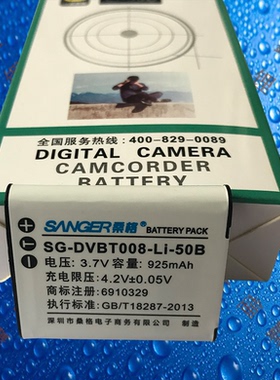 全国服务热线：400-829-0089
DIGITAL CAMERA
CAMCORDER
BATTERY
SANGER桑格 BATTERY PACK
SG-DVBT008-Li-50B
电压：3.7V 容量：925mAh
充电限压：4.2V±0.05V
商标注册：6910329
执行标准：GB/T18287-2013
深圳市桑格电子商务有限公司 制造